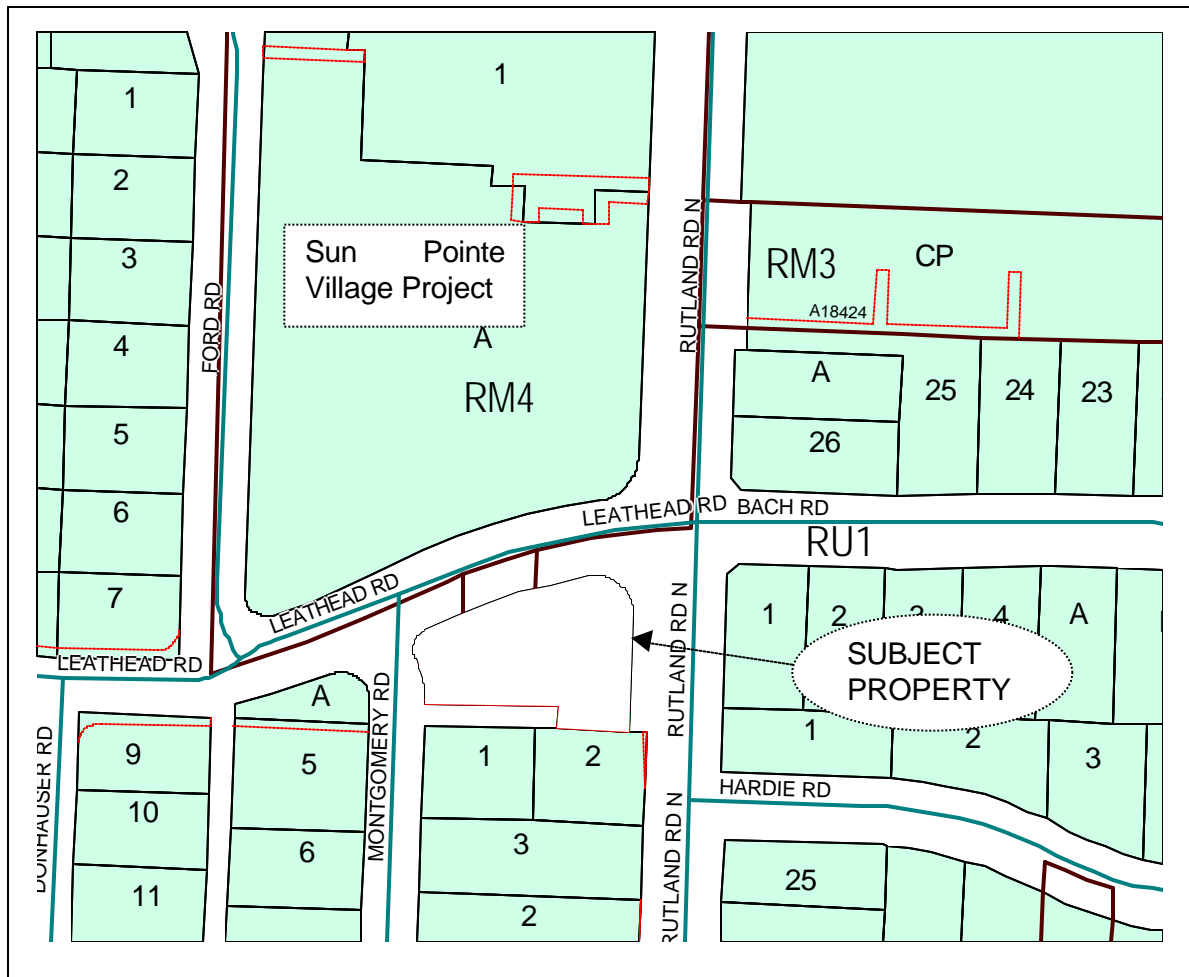 1
1
2
3
4
5
6
7
FORD RD
Sun Pointe
Village Project
A
RM4
RUTLAND RD N
RM3
CP
A18424
A
25
24
23
26
LEATHEAD RD
BACH RD
RU1
LEATHEAD RD
LEATHEAD RD
1
2
4
A
SUBJECT
PROPERTY
RUTLAND RD N
MONTGOMERY RD
A
1
2
3
9
5
1
2
HARDIE RD
DONHAUSER RD
10
6
3
RUTLAND RD N
11
2
25